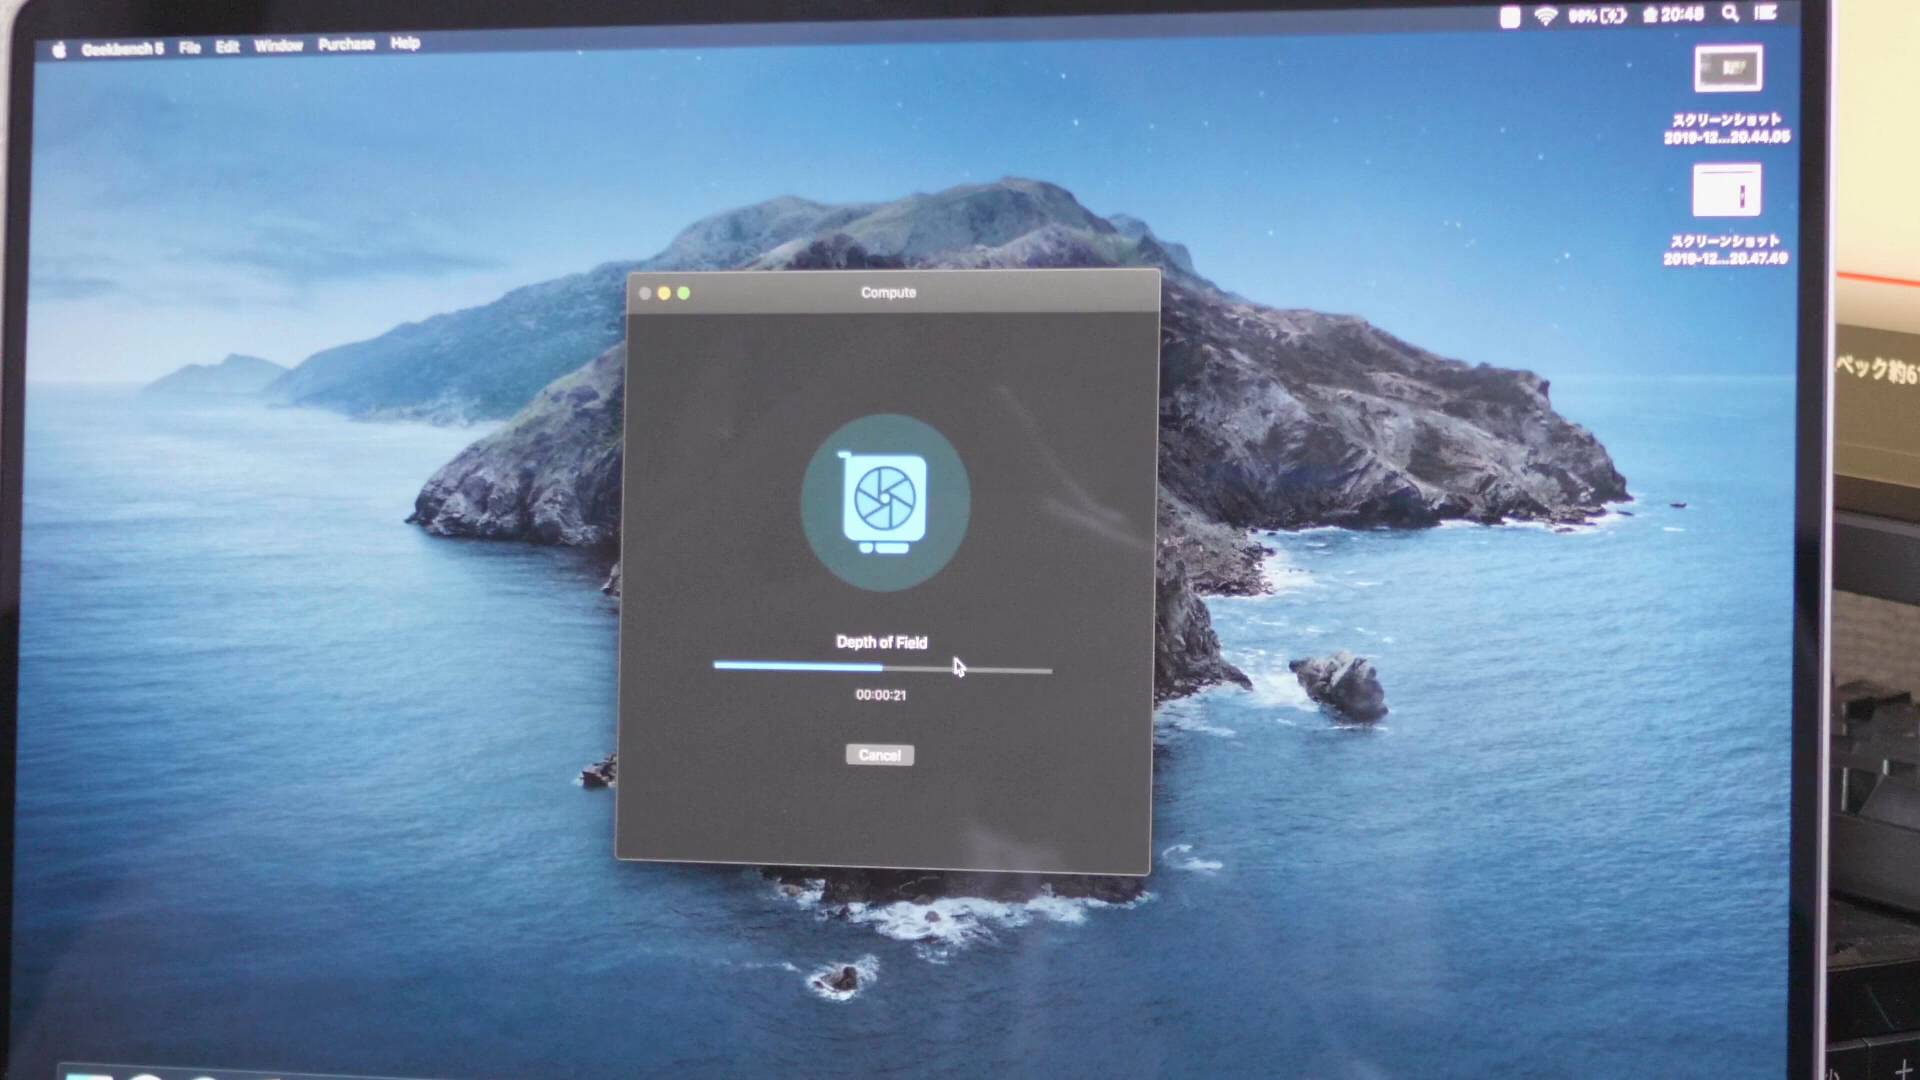 Geekbench 5 File Edit Window Purchase Help
金 20:48
スクリーンショット
2019-12...20.44.05
スクリーンショット
2019-12...20.47.49
Compute
Depth of Field
00:00:21
Cancel
ベック約6